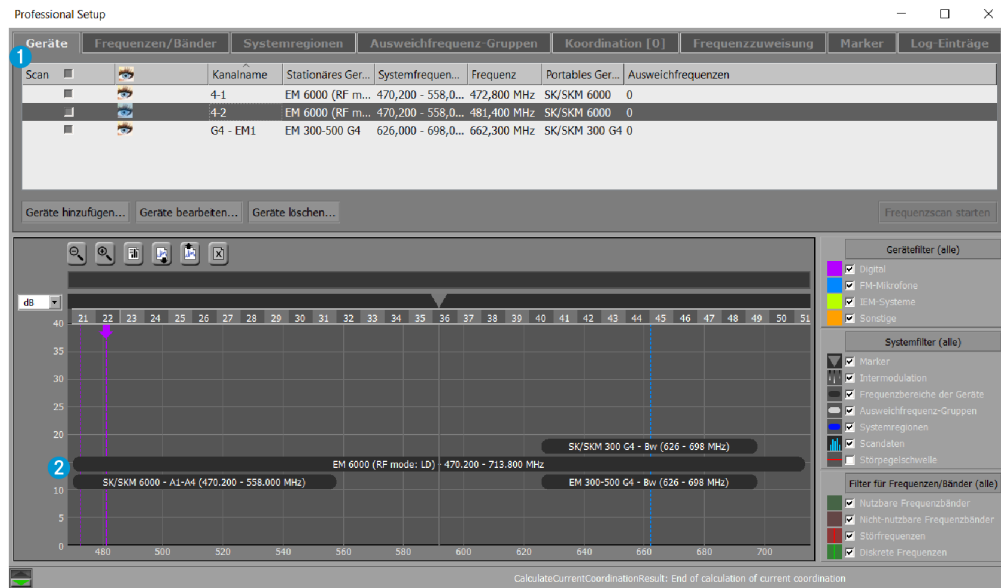 Professional Setup
Geräte Frequenzen/Bänder Systemregionen Ausweichfrequenz-Gruppen Koordination [0] Frequenzzuweisung Marker Log-Einträge
1
Scan Kanalname Stationäres Ger... Systemfrequen... Frequenz Portables Ger... Ausweichfrequenzen
4-1 EM 6000 (RF m... 470,200 - 558,0... 472,800 MHz SK/SKM 6000 0
4-2 EM 6000 (RF m... 470,200 - 558,0... 481,400 MHz SK/SKM 6000 0
G4 - EM1 EM 300-500 G4 626,000 - 698,0... 662,300 MHz SK/SKM 300 G4 0
Geräte hinzufügen... Geräte bearbeiten... Geräte löschen... Frequenzscan starten
Gerätefilter (alle)
Digital
FM-Mikrofone
IEM-Systeme
Sonstige
dB
21 22 23 24 25 26 27 28 29 30 31 32 33 34 35 36 37 38 39 40 41 42 43 44 45 46 47 48 49 50 51
40
35
30
25
20
10
5
0
SK/SKM 300 G4 - Bw (626 - 698 MHz)
2
EM 6000 (RF mode: LD) - 470.200 - 713.800 MHz
SK/SKM 6000 - A1-A4 (470.200 - 558.000 MHz) EM 300-500 G4 - Bw (626 - 698 MHz)
480 500 520 540 560 580 600 620 640 660 680 700
Systemfilter (alle)
Marker
Intermodulation
Frequenzbereiche der Geräte
Ausweichfrequenz-Gruppen
Systemregionen
Scandaten
Störpegelschwelle
Filter für Frequenzen/Bänder (alle)
Nutzbare Frequenzbänder
Nicht-nutzbare Frequenzbänder
Störfrequenzen
Diskrete Frequenzen
CalculateCurrentCoordinationResult: End of calculation of current coordination